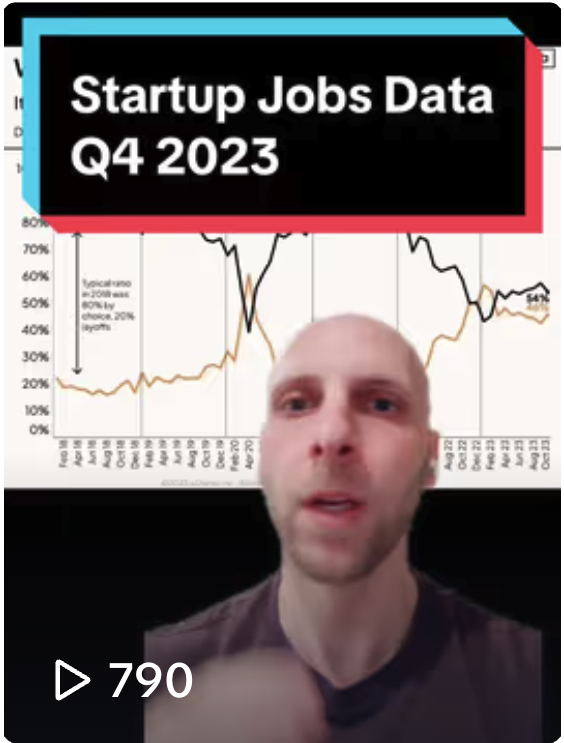 Startup Jobs Data
Q4 2023
80%
70%
60%
50%
40%
30%
20%
10%
0%
Typical ratio
in 2018 was
80% by
choice, 20%
layoffs
54%
46%
Feb 18
Apr 18
Jun 18
Aug 18
Oct 18
Dec 18
Feb 19
Apr 19
Jun 19
Aug 19
Oct 19
Dec 19
Feb 20
Apr 20
Aug 22
Oct 22
Dec 22
Feb 23
Apr 23
Jun 23
Aug 23
Oct 23
790